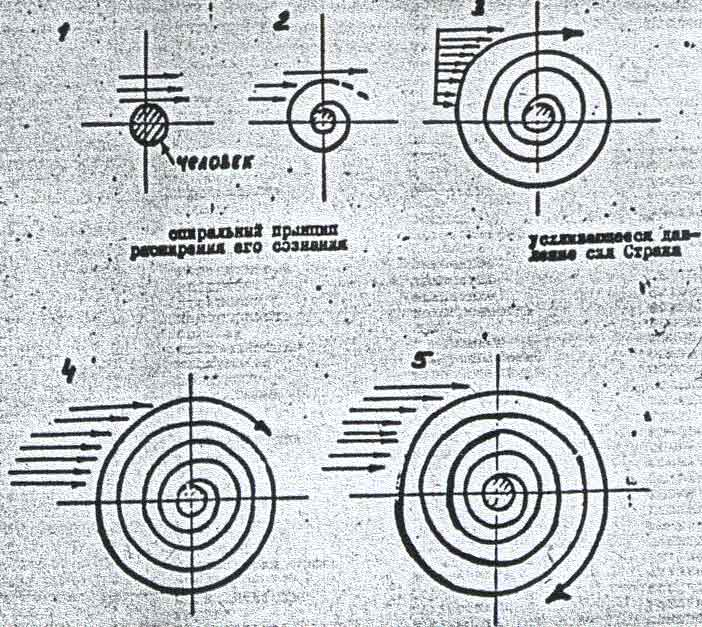 1
2
3
человек
спиральный принцип
расширения его сознания
усиливающееся дав-
ление сил Страха
4
5